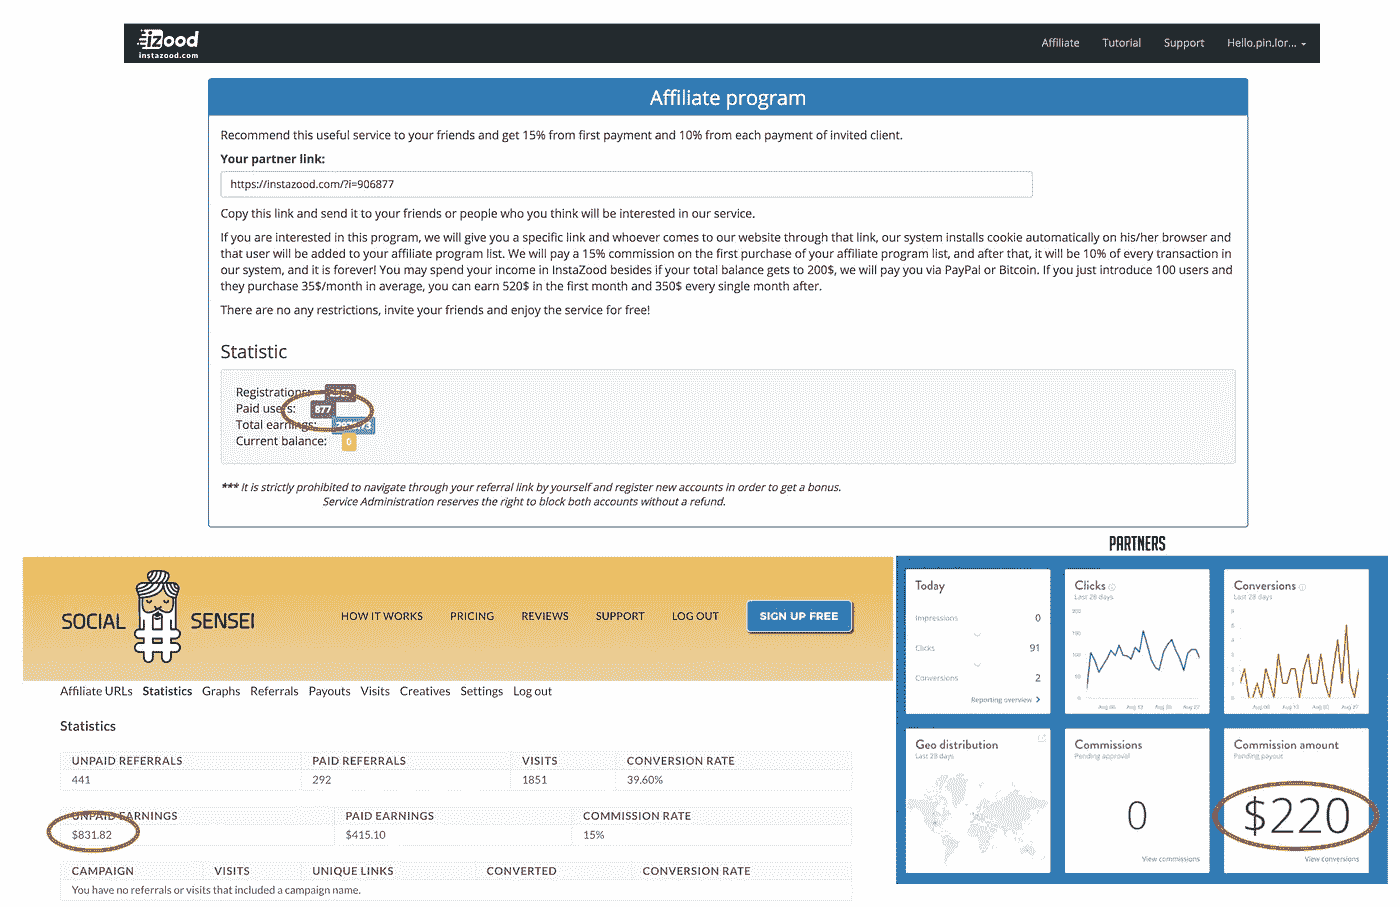 izood
instazood.com
Affiliate Tutorial Support Hello,pin.lor...
Affiliate program
Recommend this useful service to your friends and get 15% from first payment and 10% from each payment of invited client.
Your partner link:
https://instazood.com/?i=906877
Copy this link and send it to your friends or people who you think will be interested in our service.
If you are interested in this program, we will give you a specific link and whoever comes to our website through that link, our system installs cookie automatically on his/her browser and
that user will be added to your affiliate program list. We will pay a 15% commission on the first purchase of your affiliate program list, and after that, it will be 10% of every transaction in
our system, and it is forever! You may spend your income in InstaZood besides if your total balance gets to 200$, we will pay you via PayPal or Bitcoin. If you just introduce 100 users and
they purchase 35$/month in average, you can earn 520$ in the first month and 350$ every single month after.
There are no any restrictions, invite your friends and enjoy the service for free!
Statistic
Registrations:
Paid users: 877
Total earnings:
Current balance: 0
*** It is strictly prohibited to navigate through your referral link by yourself and register new accounts in order to get a bonus.
Service Administration reserves the right to block both accounts without a refund.
SOCIAL SENSEI
HOW IT WORKS PRICING REVIEWS SUPPORT LOG OUT SIGN UP FREE
Affiliate URLs Statistics Graphs Referrals Payouts Visits Creatives Settings Log out
Statistics
UNPAID REFERRALS PAID REFERRALS VISITS CONVERSION RATE
441 292 1851 39.60%
UNPAID EARNINGS PAID EARNINGS COMMISSION RATE
$831.82 $415.10 15%
CAMPAIGN VISITS UNIQUE LINKS CONVERTED CONVERSION RATE
You have no referrals or visits that included a campaign name.
PARTNERS
Today
Impressions 0
Clicks 91
Conversions 2
Reporting overview
Clicks
Last 28 days
Conversions
Last 28 days
Geo distribution
Last 28 days
Commissions
Pending approval
0
View commissions
Commission amount
Pending payout
$220
View conversions